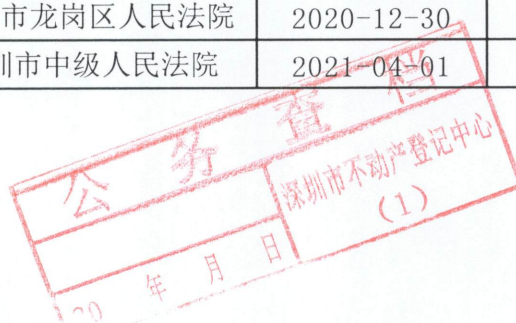 市龙岗区人民法院 2020-12-30
圳市中级人民法院 2021-04-01
公务查档
深圳市不动产登记中心
(1)
20 年 月 日